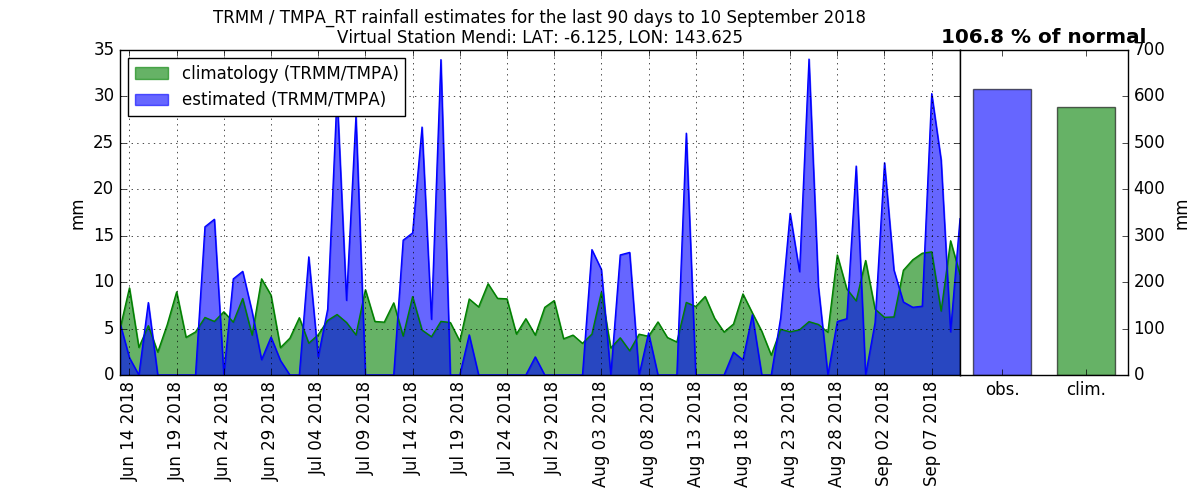 TRMM / TMPA_RT rainfall estimates for the last 90 days to 10 September 2018
Virtual Station Mendi: LAT: -6.125, LON: 143.625
106.8 % of normal
climatology (TRMM/TMPA)
estimated (TRMM/TMPA)
35
30
25
20
15
10
5
0
mm
Jun 14 2018
Jun 19 2018
Jun 24 2018
Jun 29 2018
Jul 04 2018
Jul 09 2018
Jul 14 2018
Jul 19 2018
Jul 24 2018
Jul 29 2018
Aug 03 2018
Aug 08 2018
Aug 13 2018
Aug 18 2018
Aug 23 2018
Aug 28 2018
Sep 02 2018
Sep 07 2018
obs.
clim.
700
600
500
400
300
200
100
0
mm